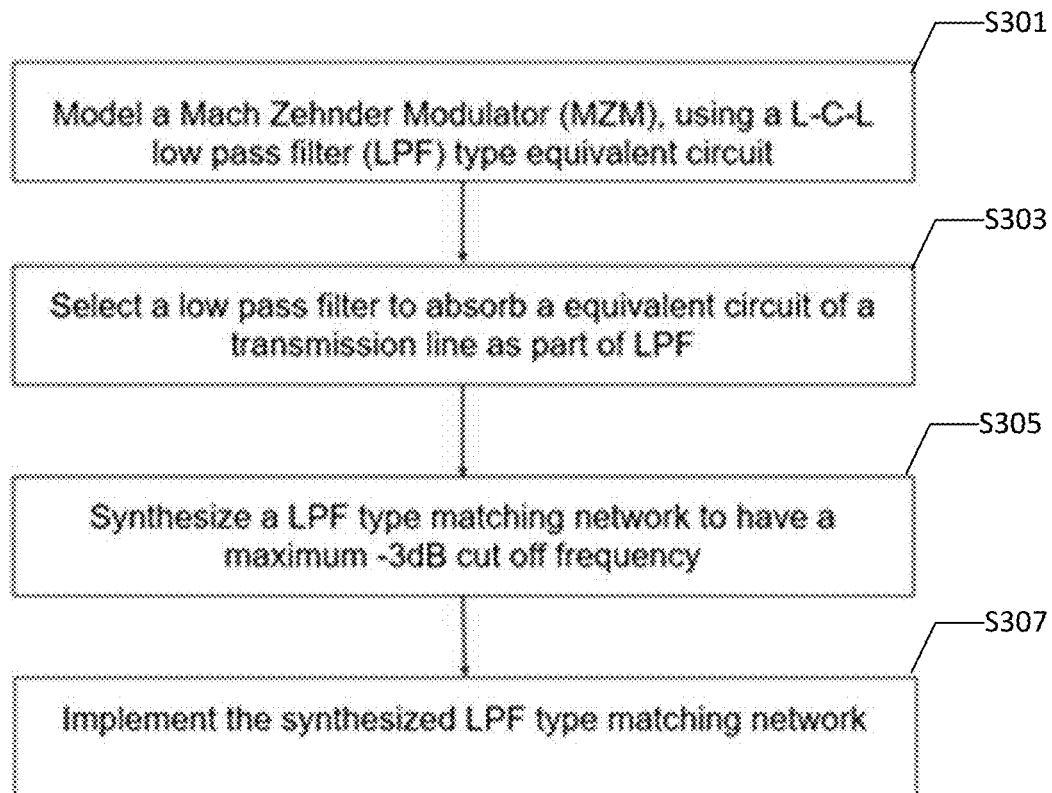 S301
Model a Mach Zehnder Modulator (MZM), using a L-C-L
low pass filter (LPF) type equivalent circuit
S303
Select a low pass filter to absorb a equivalent circuit of a
transmission line as part of LPF
S305
Synthesize a LPF type matching network to have a
maximum -3dB cut off frequency
S307
Implement the synthesized LPF type matching network